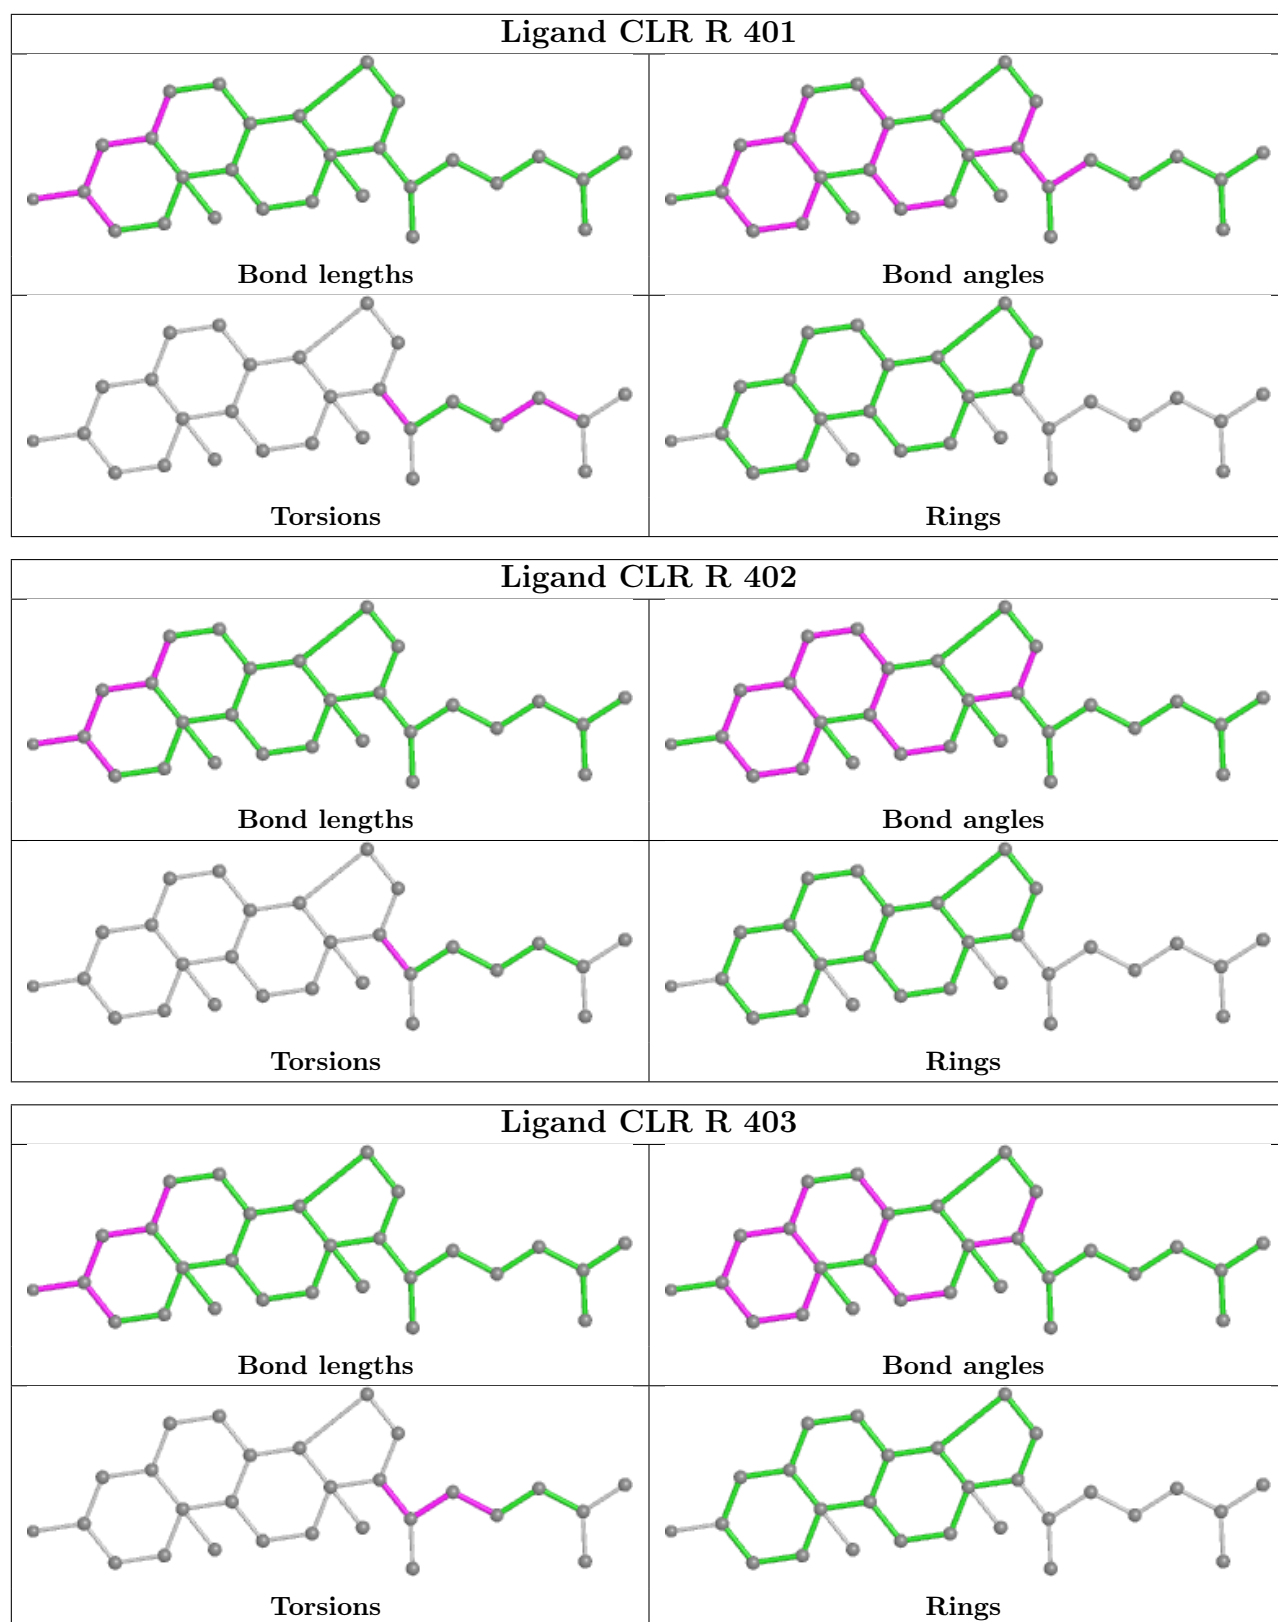 Ligand CLR R 401
Bond lengths
Bond angles
Torsions
Rings
Ligand CLR R 402
Bond lengths
Bond angles
Torsions
Rings
Ligand CLR R 403
Bond lengths
Bond angles
Torsions
Rings